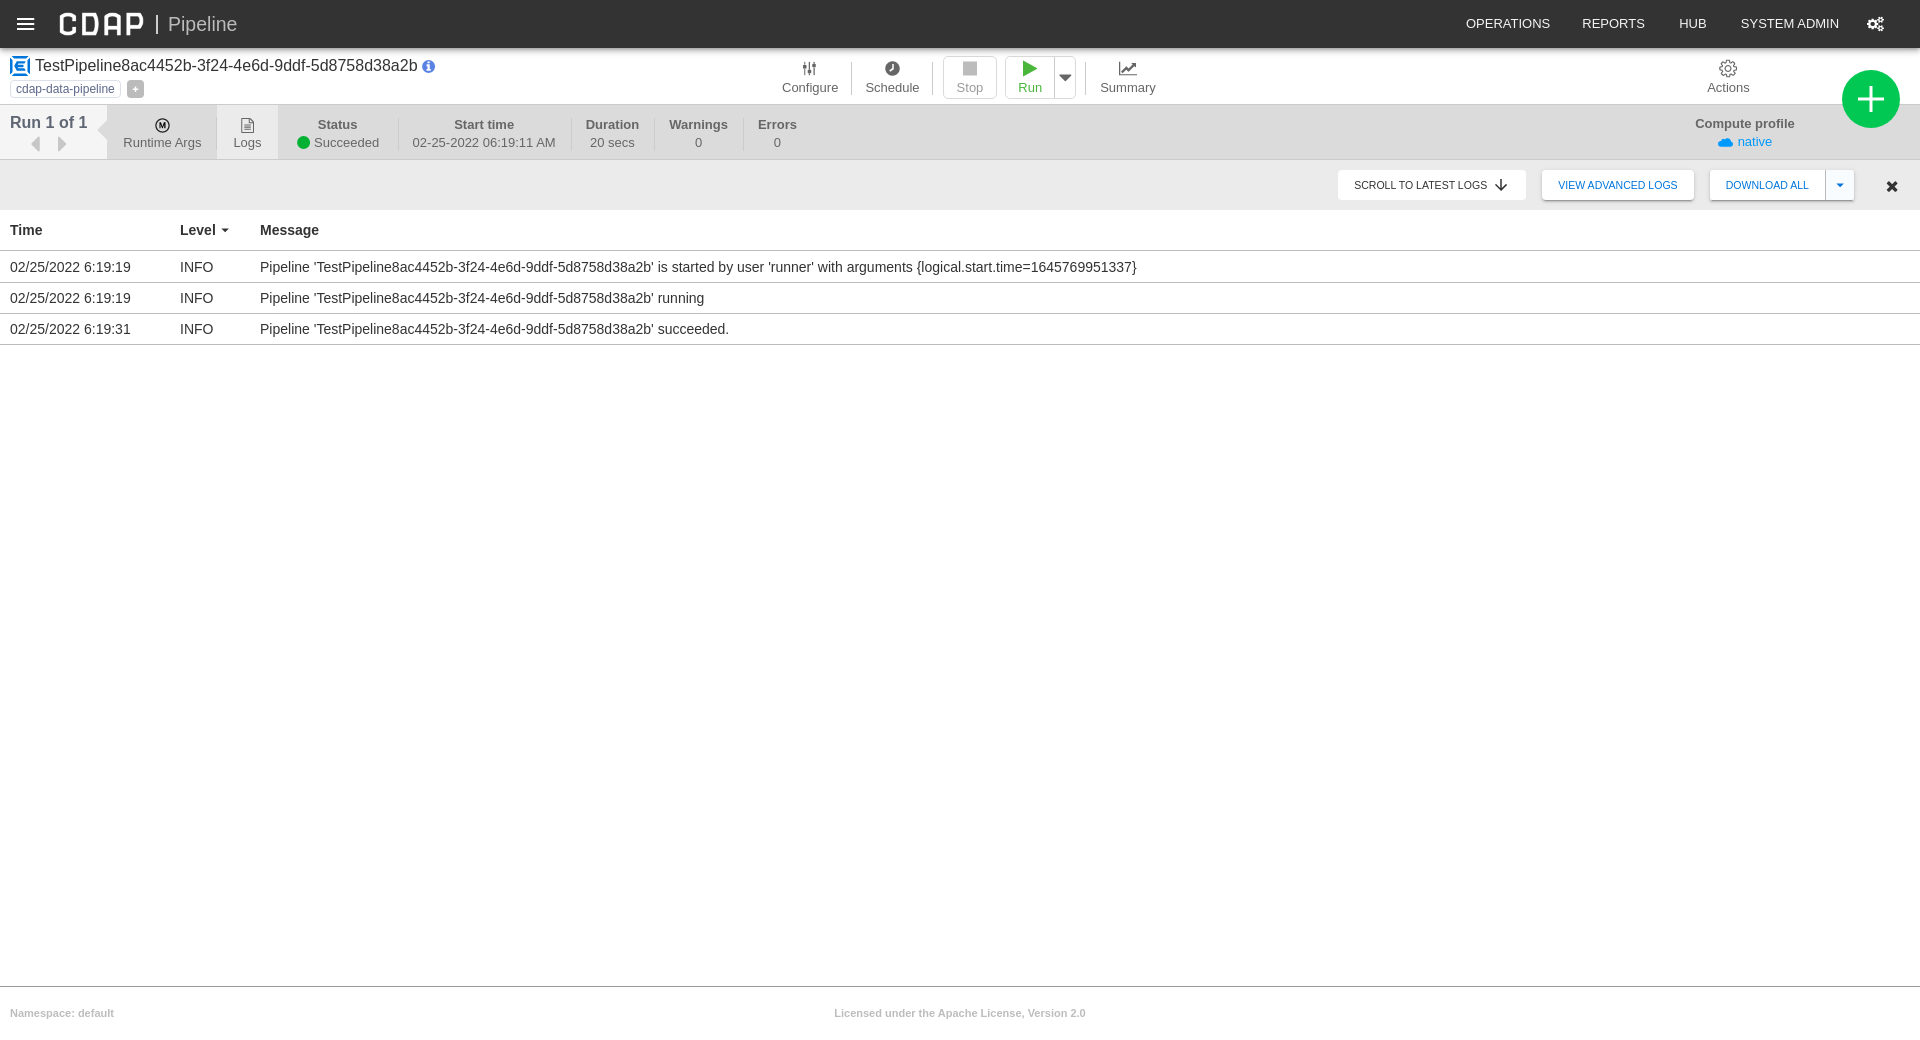 CDAP | Pipeline
OPERATIONS REPORTS HUB SYSTEM ADMIN
TestPipeline8ac4452b-3f24-4e6d-9ddf-5d8758d38a2b
cdap-data-pipeline +
Configure Schedule Stop Run Summary Actions
Run 1 of 1
Runtime Args Logs
Status Start time Duration Warnings Errors Compute profile
Succeeded 02-25-2022 06:19:11 AM 20 secs 0 0 native
SCROLL TO LATEST LOGS VIEW ADVANCED LOGS DOWNLOAD ALL
Time Level Message
02/25/2022 6:19:19 INFO Pipeline 'TestPipeline8ac4452b-3f24-4e6d-9ddf-5d8758d38a2b' is started by user 'runner' with arguments {logical.start.time=1645769951337}
02/25/2022 6:19:19 INFO Pipeline 'TestPipeline8ac4452b-3f24-4e6d-9ddf-5d8758d38a2b' running
02/25/2022 6:19:31 INFO Pipeline 'TestPipeline8ac4452b-3f24-4e6d-9ddf-5d8758d38a2b' succeeded.
Namespace: default Licensed under the Apache License, Version 2.0